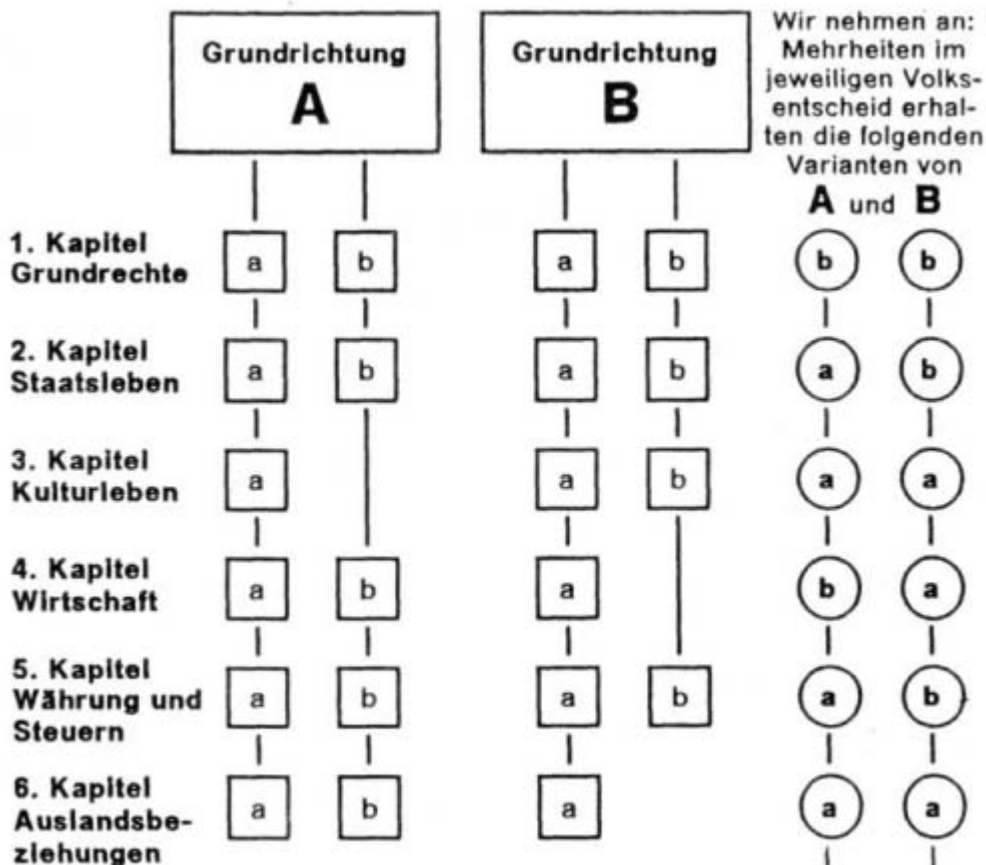 Grundrichtung
A
Grundrichtung
B
Wir nehmen an:
Mehrheiten im
jeweiligen Volks-
entscheid erhal-
ten die folgenden
Varianten von
A und B
1. Kapitel
Grundrechte
a b a b b b
2. Kapitel
Staatsleben
a b a b a b
3. Kapitel
Kulturleben
a a b a a
4. Kapitel
Wirtschaft
a b a b a
5. Kapitel
Währung und
Steuern
a b a b a b
6. Kapitel
Auslandsbe-
ziehungen
a b a a a